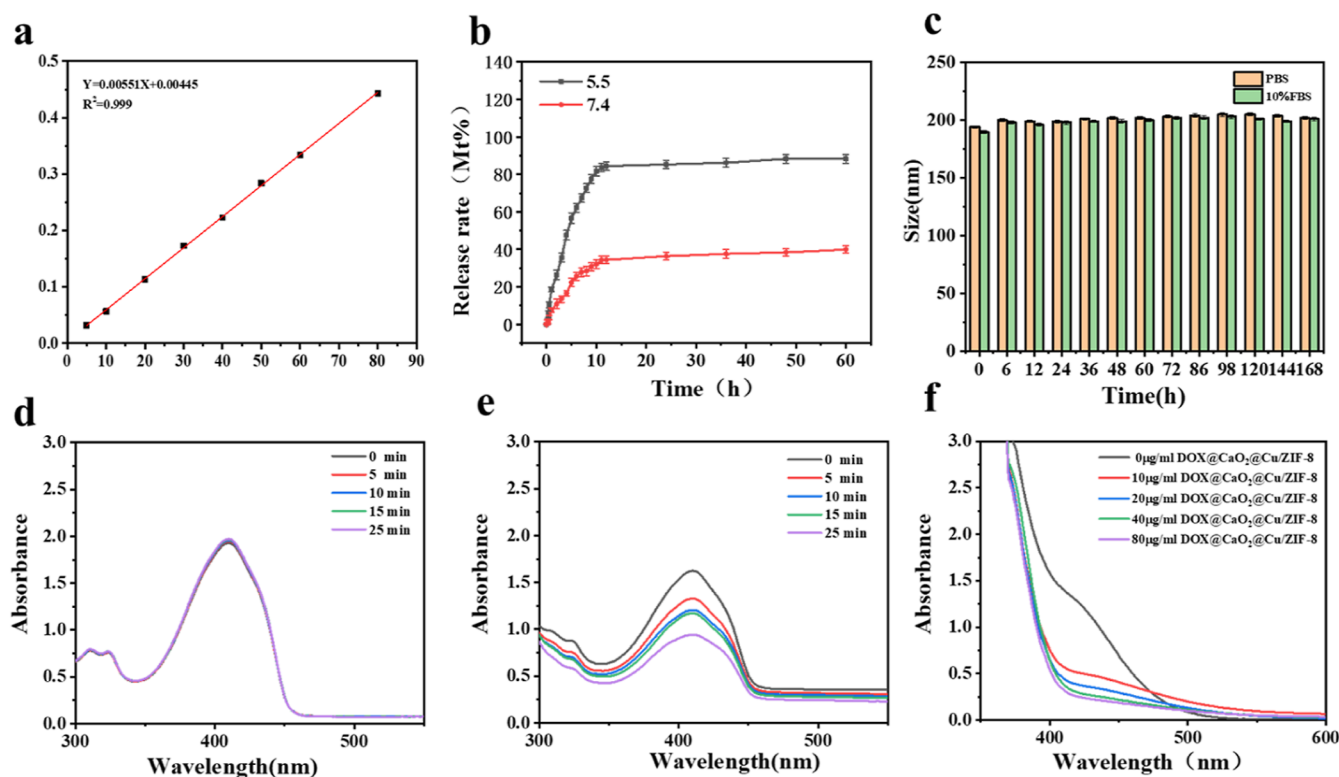 a
Y=0.00551X+0.00445
R²=0.999
0.5
0.4
0.3
0.2
0.1
0.0
0 10 20 30 40 50 60 70 80 90
b
5.5
7.4
Release rate (Mt%)
140
120
100
80
60
40
20
0
0 10 20 30 40 50 60
Time (h)
c
PBS
10%FBS
Size(nm)
250
200
150
100
50
0
0 6 12 24 36 48 60 72 86 98 120 144 168
Time(h)
d
0 min
5 min
10 min
15 min
25 min
Absorbance
3.0
2.5
2.0
1.5
1.0
0.5
0.0
300 400 500
Wavelength(nm)
e
0 min
5 min
10 min
15 min
25 min
Absorbance
3.0
2.5
2.0
1.5
1.0
0.5
0.0
300 400 500
Wavelength(nm)
f
0μg/ml DOX@CaO₂@Cu/ZIF-8
10μg/ml DOX@CaO₂@Cu/ZIF-8
20μg/ml DOX@CaO₂@Cu/ZIF-8
40μg/ml DOX@CaO₂@Cu/ZIF-8
80μg/ml DOX@CaO₂@Cu/ZIF-8
Absorbance
3.0
2.5
2.0
1.5
1.0
0.5
0.0
400 500 600
Wavelength (nm)